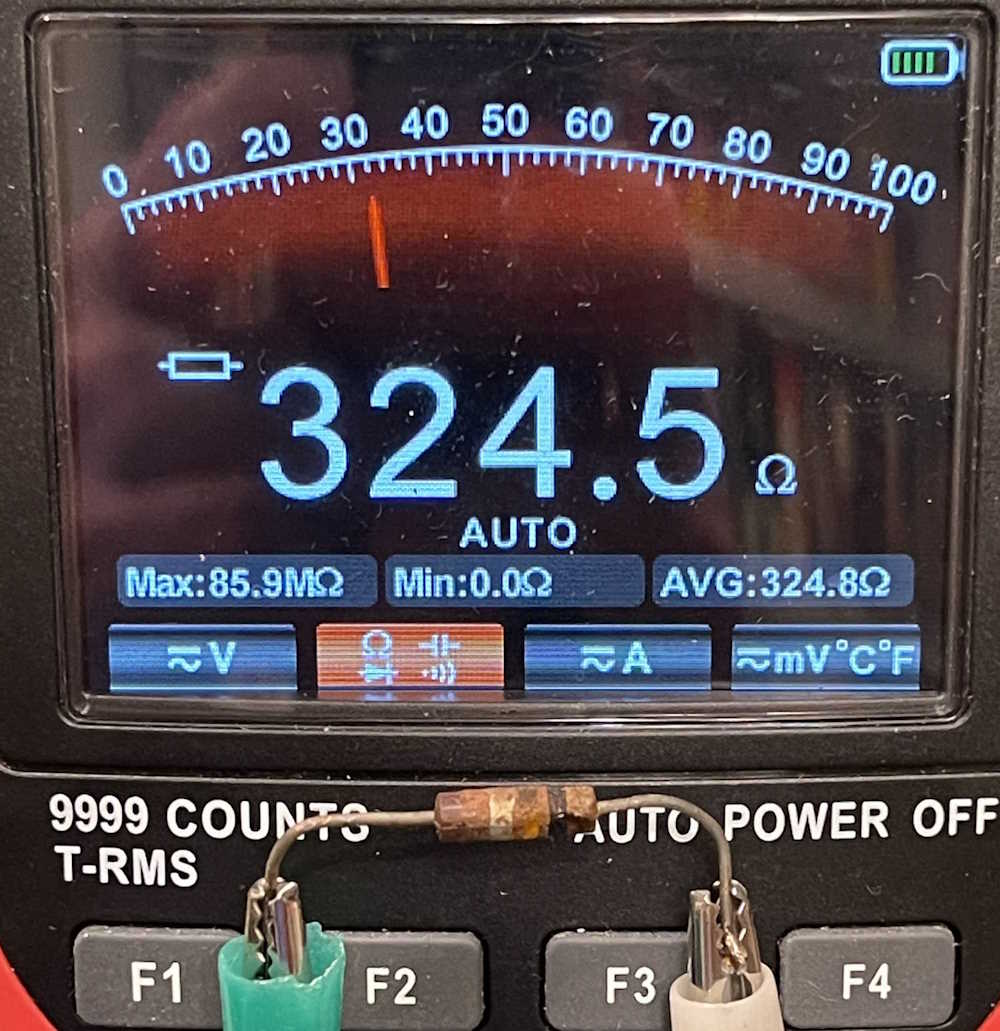 0 10 20 30 40 50 60 70 80 90 100
324.5 Ω
AUTO
Max:85.9MΩ Min:0.0Ω AVG:324.8Ω
V Ω A mV°C°F
9999 COUNTS AUTO POWER OFF
T-RMS
F1 F2 F3 F4